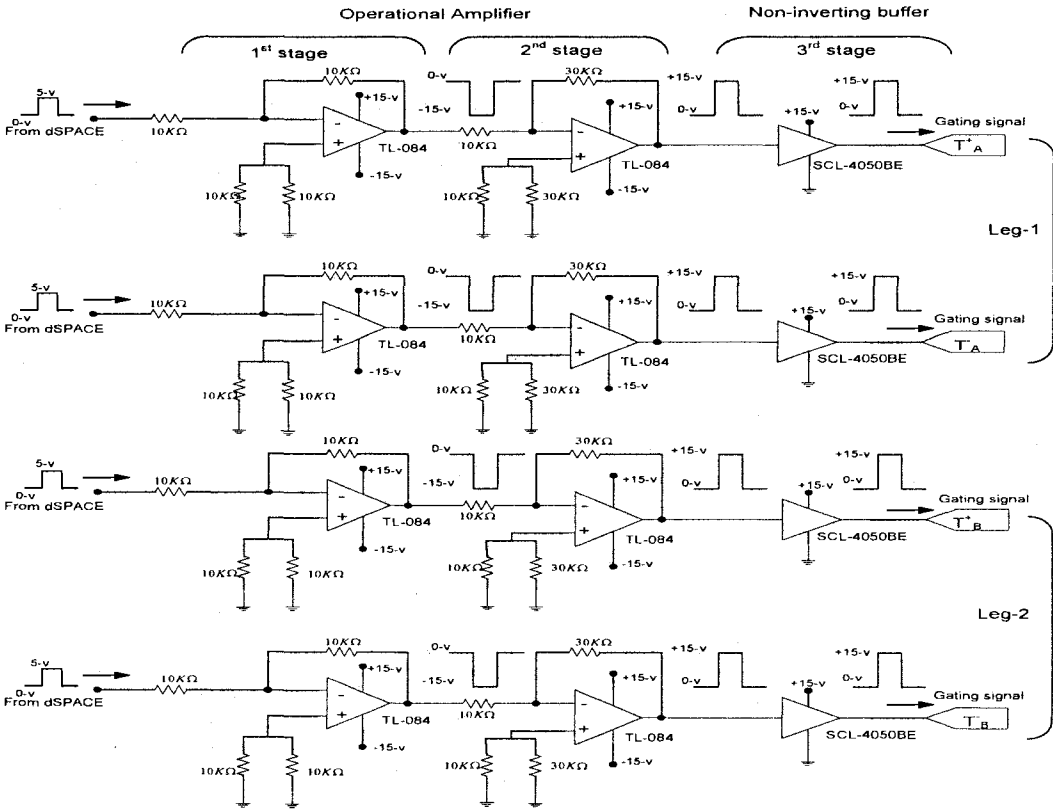 Operational Amplifier
Non-inverting buffer
1st stage
2nd stage
3rd stage
5-v
0-v
From dSPACE
10KΩ
10KΩ
+15-v
-
+
TL-084
-15-v
10KΩ
10KΩ
0-v
-15-v
10KΩ
30KΩ
+15-v
-
+
TL-084
-15-v
10KΩ
30KΩ
+15-v
0-v
+15-v
SCL-4050BE
+15-v
0-v
Gating signal
T+A
5-v
0-v
From dSPACE
10KΩ
10KΩ
+15-v
-
+
TL-084
-15-v
10KΩ
10KΩ
0-v
-15-v
10KΩ
30KΩ
+15-v
-
+
TL-084
-15-v
10KΩ
30KΩ
+15-v
0-v
+15-v
SCL-4050BE
+15-v
0-v
Gating signal
T-A
Leg-1
5-v
0-v
From dSPACE
10KΩ
10KΩ
+15-v
-
+
TL-084
-15-v
10KΩ
10KΩ
0-v
-15-v
10KΩ
30KΩ
+15-v
-
+
TL-084
-15-v
10KΩ
30KΩ
+15-v
0-v
+15-v
SCL-4050BE
+15-v
0-v
Gating signal
T+B
5-v
0-v
From dSPACE
10KΩ
10KΩ
+15-v
-
+
TL-084
-15-v
10KΩ
10KΩ
0-v
-15-v
10KΩ
30KΩ
+15-v
-
+
TL-084
-15-v
10KΩ
30KΩ
+15-v
0-v
+15-v
SCL-4050BE
+15-v
0-v
Gating signal
T-B
Leg-2